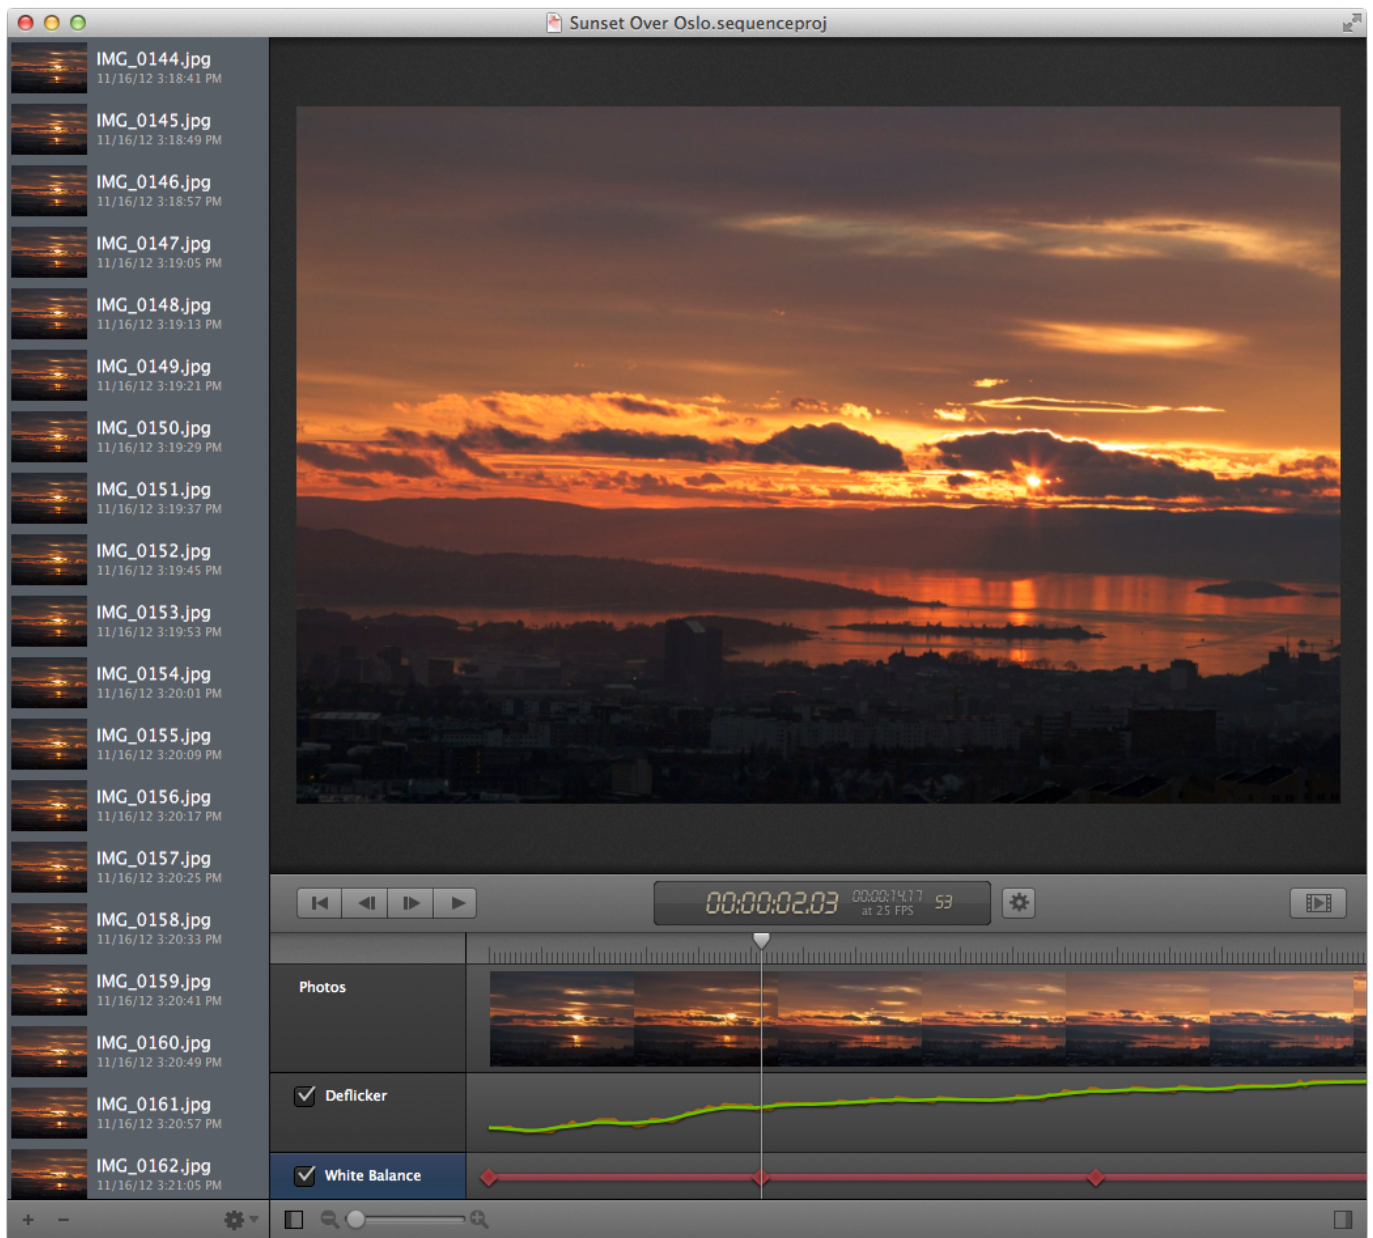 Sunset Over Oslo.sequenceproj
IMG_0144.jpg
11/16/12 3:18:41 PM
IMG_0145.jpg
11/16/12 3:18:49 PM
IMG_0146.jpg
11/16/12 3:18:57 PM
IMG_0147.jpg
11/16/12 3:19:05 PM
IMG_0148.jpg
11/16/12 3:19:13 PM
IMG_0149.jpg
11/16/12 3:19:21 PM
IMG_0150.jpg
11/16/12 3:19:29 PM
IMG_0151.jpg
11/16/12 3:19:37 PM
IMG_0152.jpg
11/16/12 3:19:45 PM
IMG_0153.jpg
11/16/12 3:19:53 PM
IMG_0154.jpg
11/16/12 3:20:01 PM
IMG_0155.jpg
11/16/12 3:20:09 PM
IMG_0156.jpg
11/16/12 3:20:17 PM
IMG_0157.jpg
11/16/12 3:20:25 PM
IMG_0158.jpg
11/16/12 3:20:33 PM
IMG_0159.jpg
11/16/12 3:20:41 PM
IMG_0160.jpg
11/16/12 3:20:49 PM
IMG_0161.jpg
11/16/12 3:20:57 PM
IMG_0162.jpg
11/16/12 3:21:05 PM
00:00:02.03
00:00:14.17
at 25 FPS
53
Photos
Deflicker
White Balance